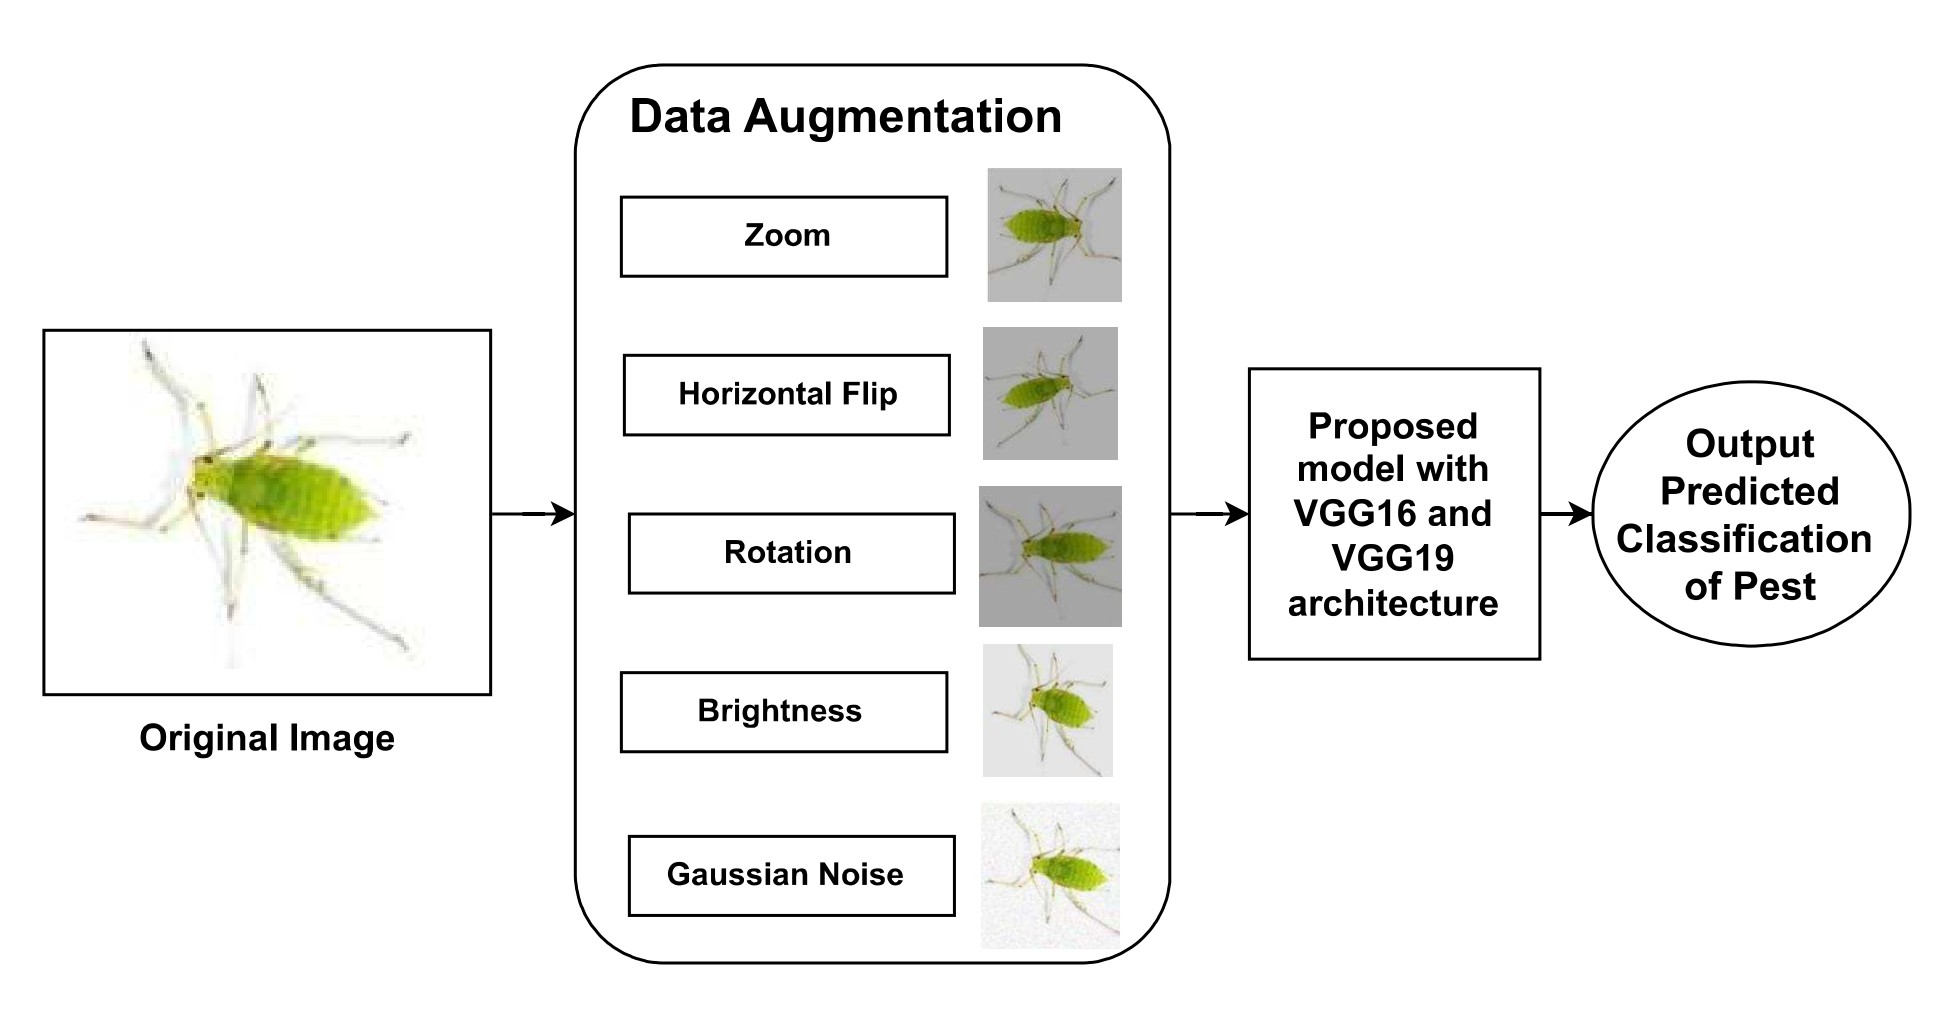 Data Augmentation
Zoom
Horizontal Flip
Rotation
Brightness
Gaussian Noise
Original Image
Proposed
model with
VGG16 and
VGG19
architecture
Output
Predicted
Classification
of Pest